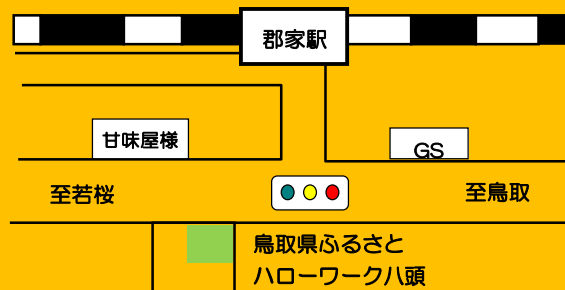 郡家駅
甘味屋様
GS
至若桜
至鳥取
鳥取県ふるさと
ハローワーク八頭